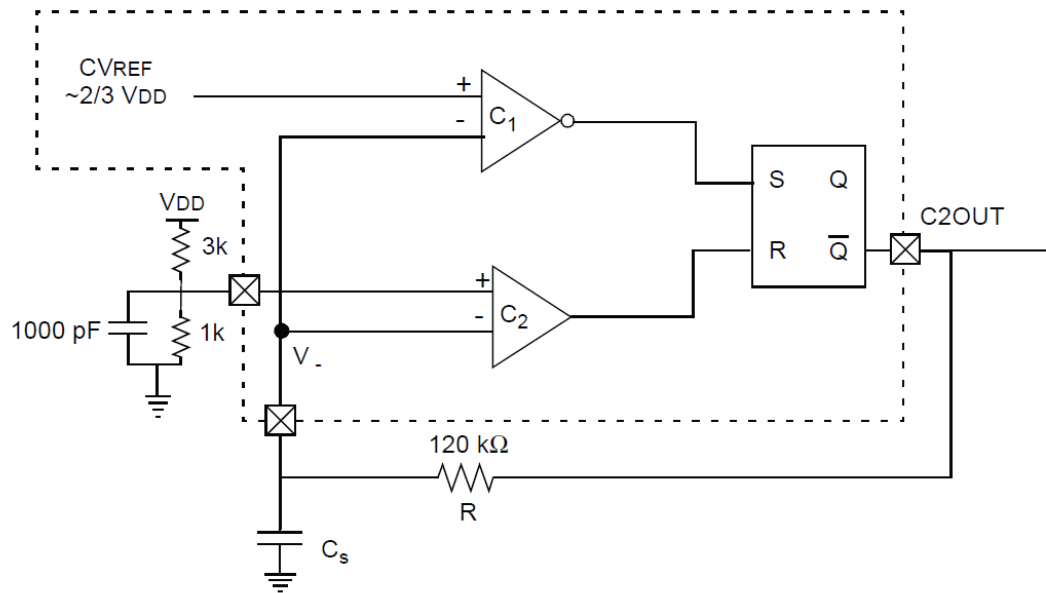 CVREF
~2/3 VDD
+
-
C1
S Q
R Q̅
C2OUT
VDD
3k
1k
1000 pF
+
-
C2
V-
120 kΩ
R
Cs